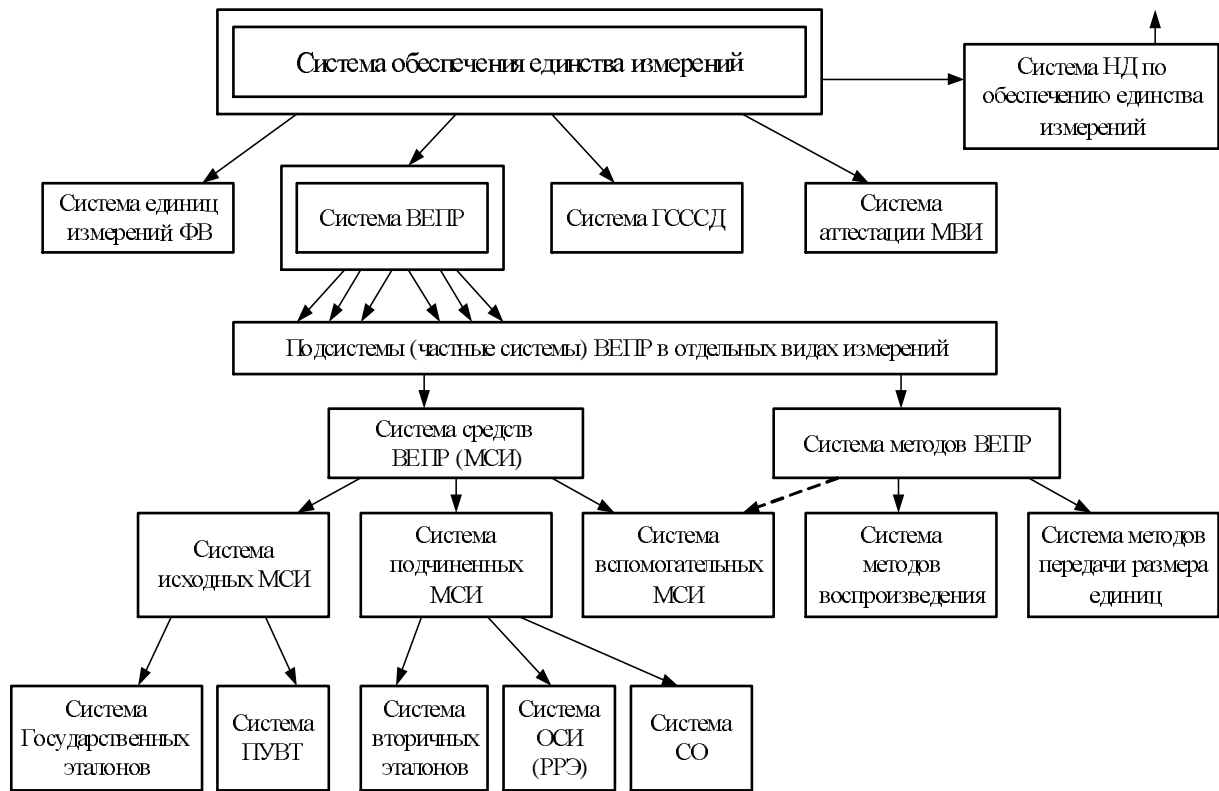 Система обеспечения единства измерений
Система НД по
обеспечению единства
измерений
Система единиц
измерений ФВ
Система ВЕПР
Система ГСССД
Система
аттестации МВИ
Подсистемы (частные системы) ВЕПР в отдельных видах измерений
Система средств
ВЕПР (МСИ)
Система методов ВЕПР
Система
исходных МСИ
Система
подчиненных
МСИ
Система
вспомогательных
МСИ
Система
методов
воспроизведения
Система методов
передачи размера
единиц
Система
Государственных
эталонов
Система
ПУВТ
Система
вторичных
эталонов
Система
ОСИ
(РРЭ)
Система
СО